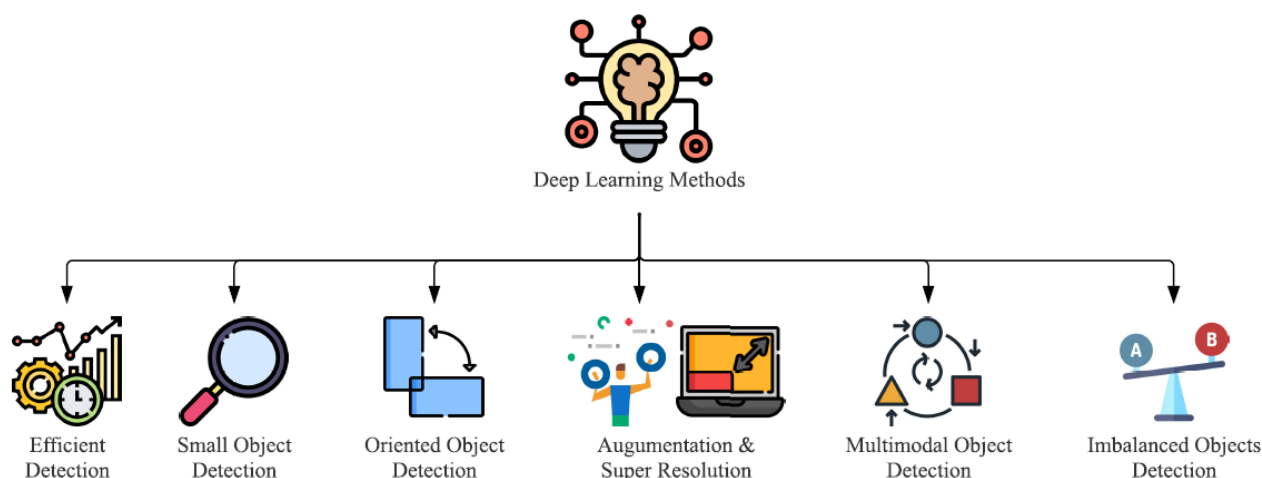 Deep Learning Methods
A
B
Efficient
Detection
Small Object
Detection
Oriented Object
Detection
Augumentation &
Super Resolution
Multimodal Object
Detection
Imbalanced Objects
Detection